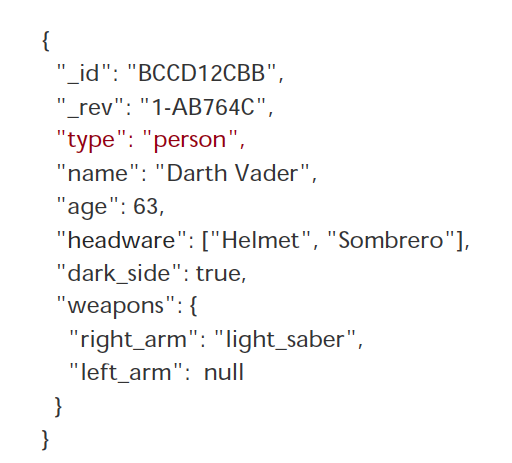 {
"_id": "BCCD12CBB",
"_rev": "1-AB764C",
"type": "person",
"name": "Darth Vader",
"age": 63,
"headware": ["Helmet", "Sombrero"],
"dark_side": true,
"weapons": {
"right_arm": "light_saber",
"left_arm": null
}
}